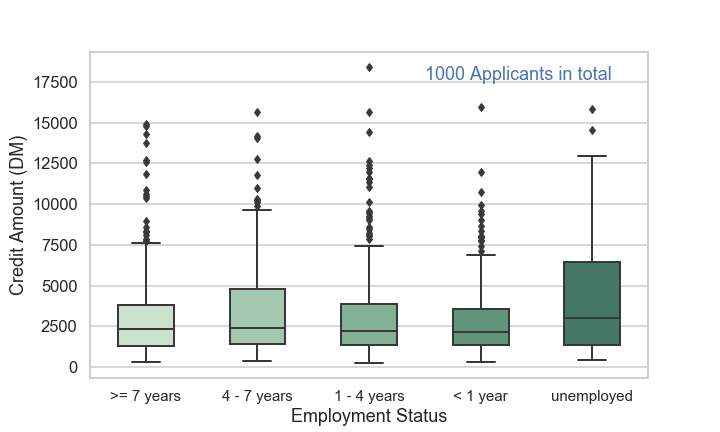 1000 Applicants in total
17500
15000
12500
10000
7500
5000
2500
0
Credit Amount (DM)
>= 7 years
4 - 7 years
1 - 4 years
< 1 year
unemployed
Employment Status